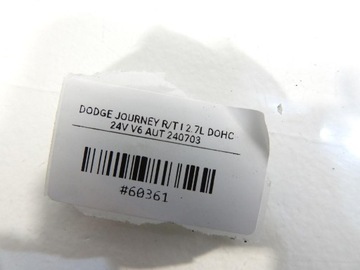 DODGE JOURNEY R/T I 2.7L DOHC
24V V6 AUT 240703
#60361